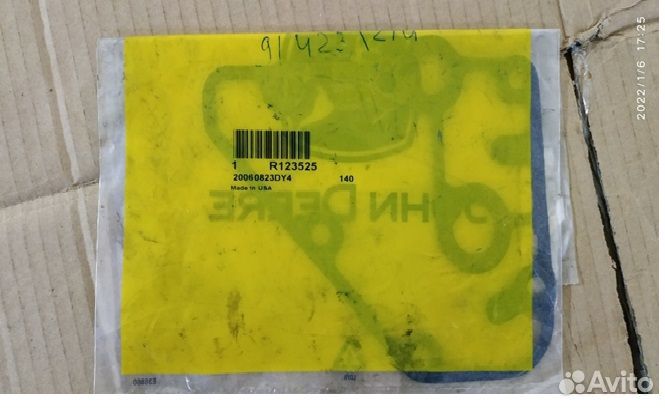 2022/1/6 17:25
1 R123525
20060823DY4 140
Made in USA
JOHN DEERE
Avito